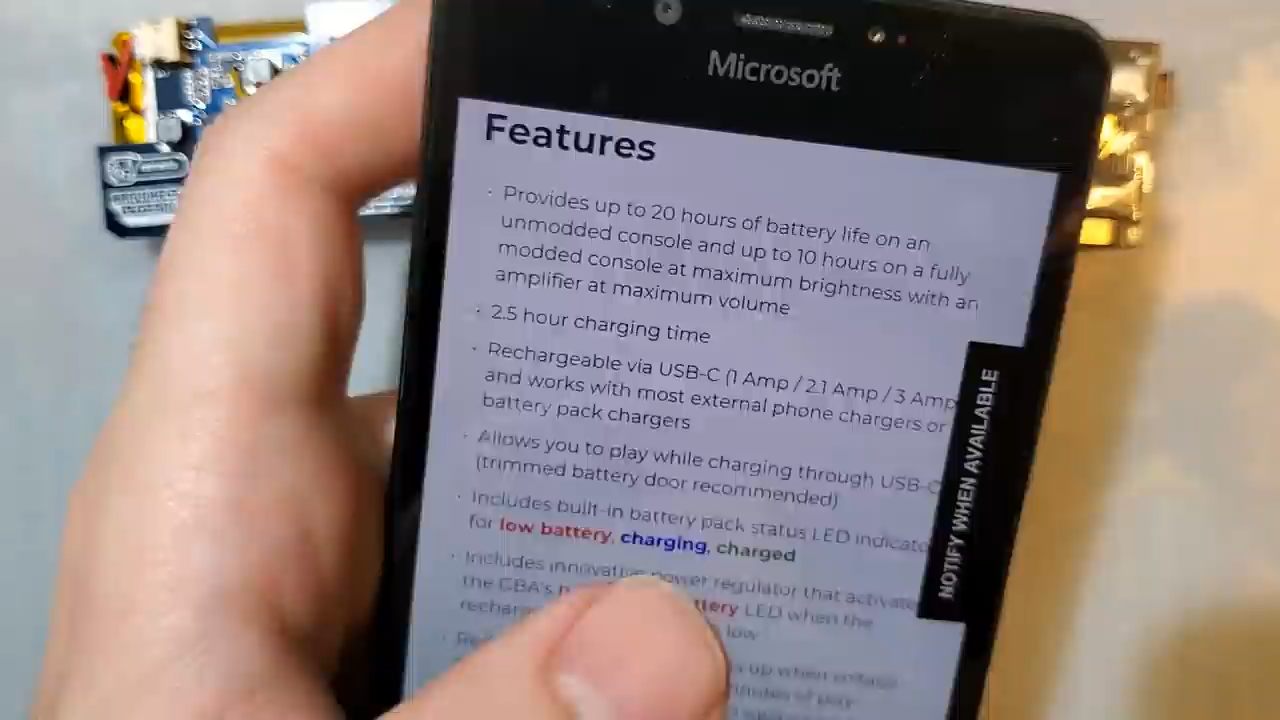 Microsoft
Features
· Provides up to 20 hours of battery life on an
unmodded console and up to 10 hours on a fully
modded console at maximum brightness with an
amplifier at maximum volume
· 2.5 hour charging time
· Rechargeable via USB-C (1 Amp / 2.1 Amp / 3 Amp
and works with most external phone chargers or
battery pack chargers
· Allows you to play while charging through USB-C
(trimmed battery door recommended)
· Includes built-in battery pack status LED
for low battery, charging, charged
· Includes innovative power regulator that
the GBA's LED when the
low
up when
of play
NOTIFY WHEN AVAILABLE